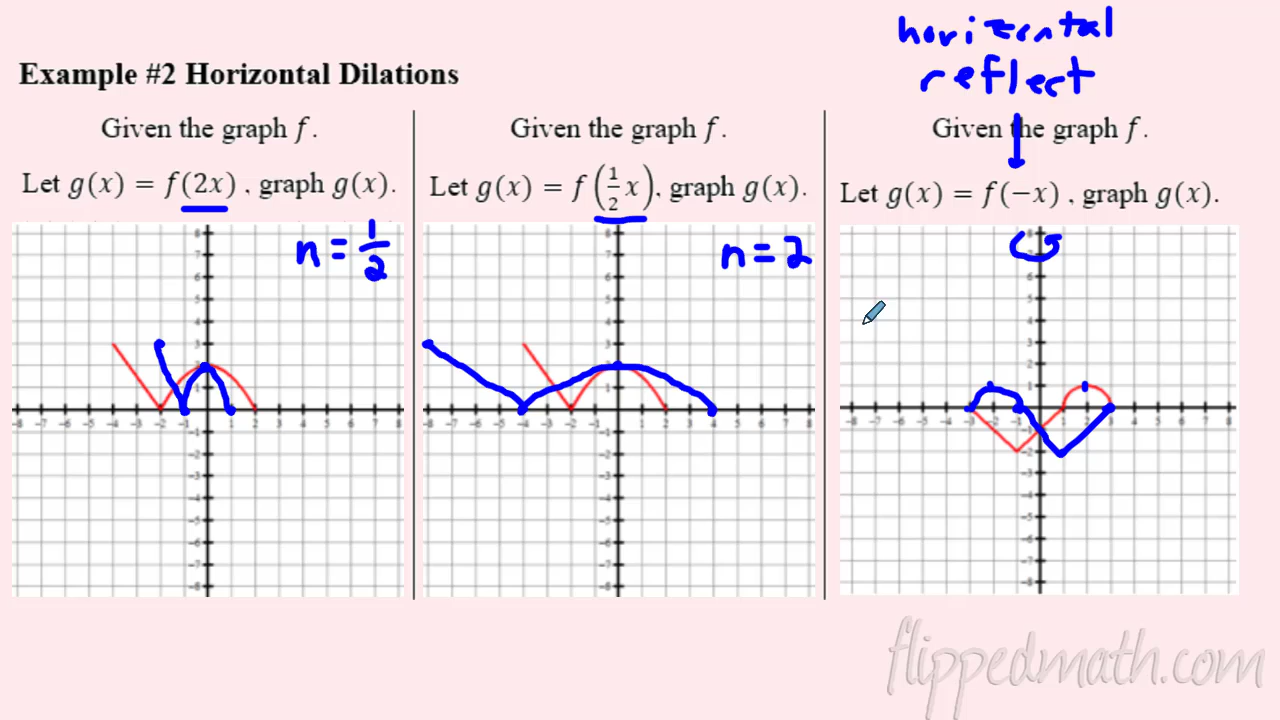 horizontal
reflect
Example #2 Horizontal Dilations
Given the graph f.
Let g(x) = f(2x), graph g(x).
n = 1/2
Given the graph f.
Let g(x) = f(1/2 x), graph g(x).
n = 2
Given the graph f.
Let g(x) = f(−x), graph g(x).
flippedmath.com